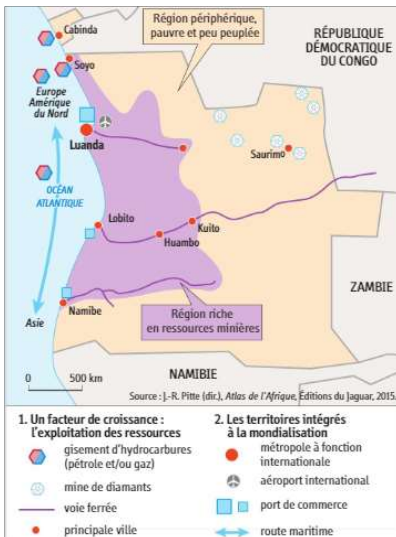 Cabinda
Région périphérique,
pauvre et peu peuplée
RÉPUBLIQUE
DÉMOCRATIQUE
DU CONGO
Soyo
Europe
Amérique
du Nord
Luanda
Saurimo
OCÉAN
ATLANTIQUE
Lobito
Kuito
Huambo
ZAMBIE
Namibe
Région riche
en ressources minières
Asie
NAMIBIE
0 500 km
Source : J.-R. Pitte (dir.), Atlas de l'Afrique, Éditions du Jaguar, 2015.
1. Un facteur de croissance :
l'exploitation des ressources
gisement d'hydrocarbures
(pétrole et/ou gaz)
mine de diamants
voie ferrée
principale ville
2. Les territoires intégrés
à la mondialisation
métropole à fonction
internationale
aéroport international
port de commerce
route maritime